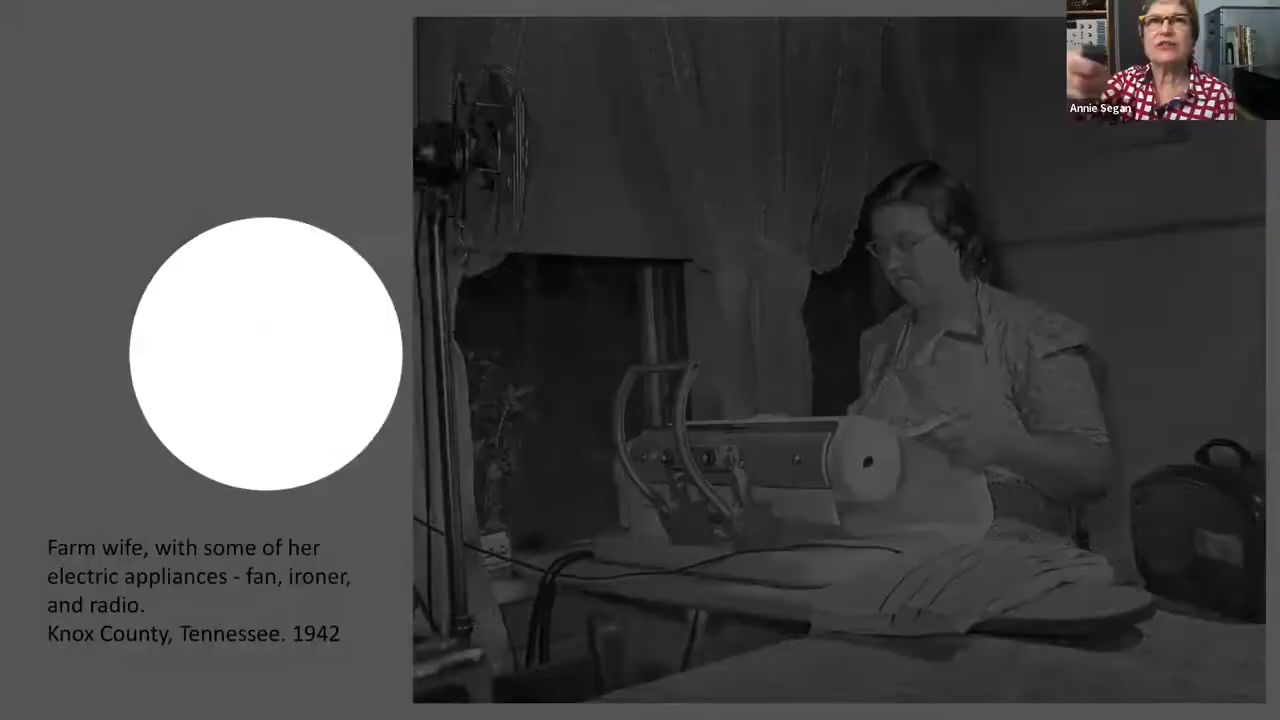 Annie Segan
Farm wife, with some of her
electric appliances - fan, ironer,
and radio.
Knox County, Tennessee. 1942